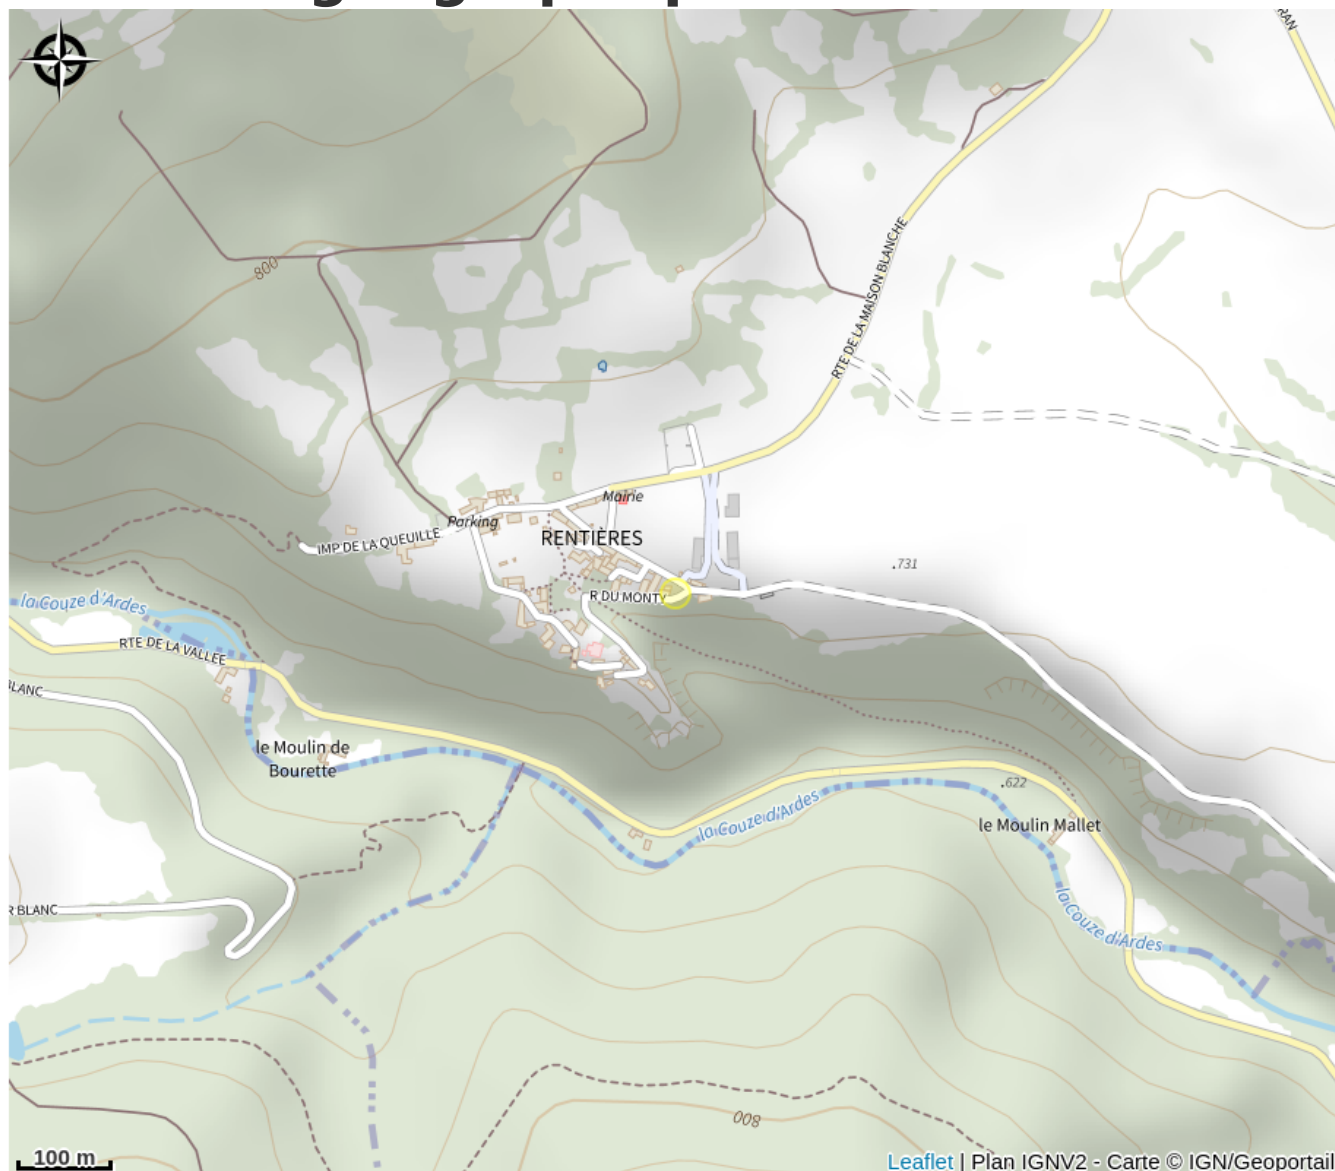 RAN
800
RTE DE LA MAISON BLANCHE
Mairie
Parking
IMP DE LA QUEUILLE
RENTIÈRES
.731
R DU MONTY
la Couze d'Ardes
RTE DE LA VALLÉE
BLANC
le Moulin de
Bourette
.622
la Couze d'Ardes
le Moulin Mallet
R BLANC
la Couze d'Ardes
800
100 m
Leaflet | Plan IGNV2 - Carte © IGN/Geoportail